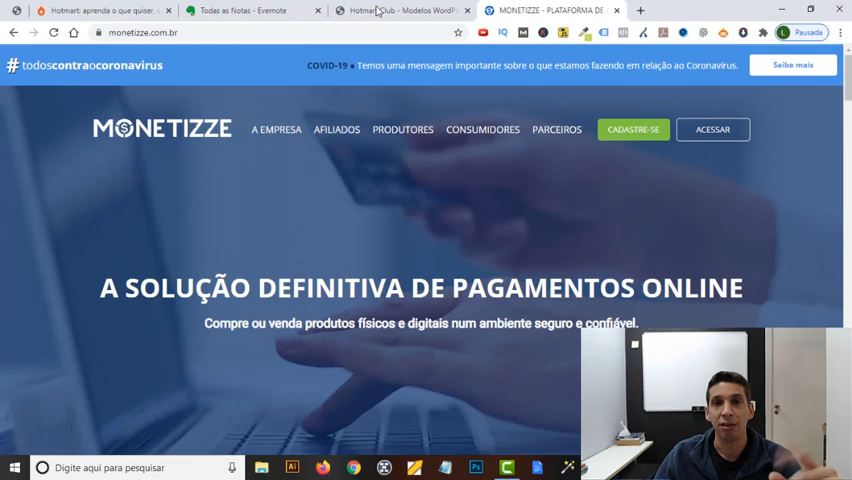 Hotmart: aprenda o que quiser, c
Todas as Notas - Evernote
Hotmart Club - Modelos WordPr
MONETIZZE - PLATAFORMA DE A
monetizze.com.br
Pausada
#todoscontraocoronavirus
COVID-19 ● Temos uma mensagem importante sobre o que estamos fazendo em relação ao Coronavírus.
Saiba mais
MONETIZZE
A EMPRESA AFILIADOS PRODUTORES CONSUMIDORES PARCEIROS CADASTRE-SE ACESSAR
A SOLUÇÃO DEFINITIVA DE PAGAMENTOS ONLINE
Compre ou venda produtos físicos e digitais num ambiente seguro e confiável.
Digite aqui para pesquisar